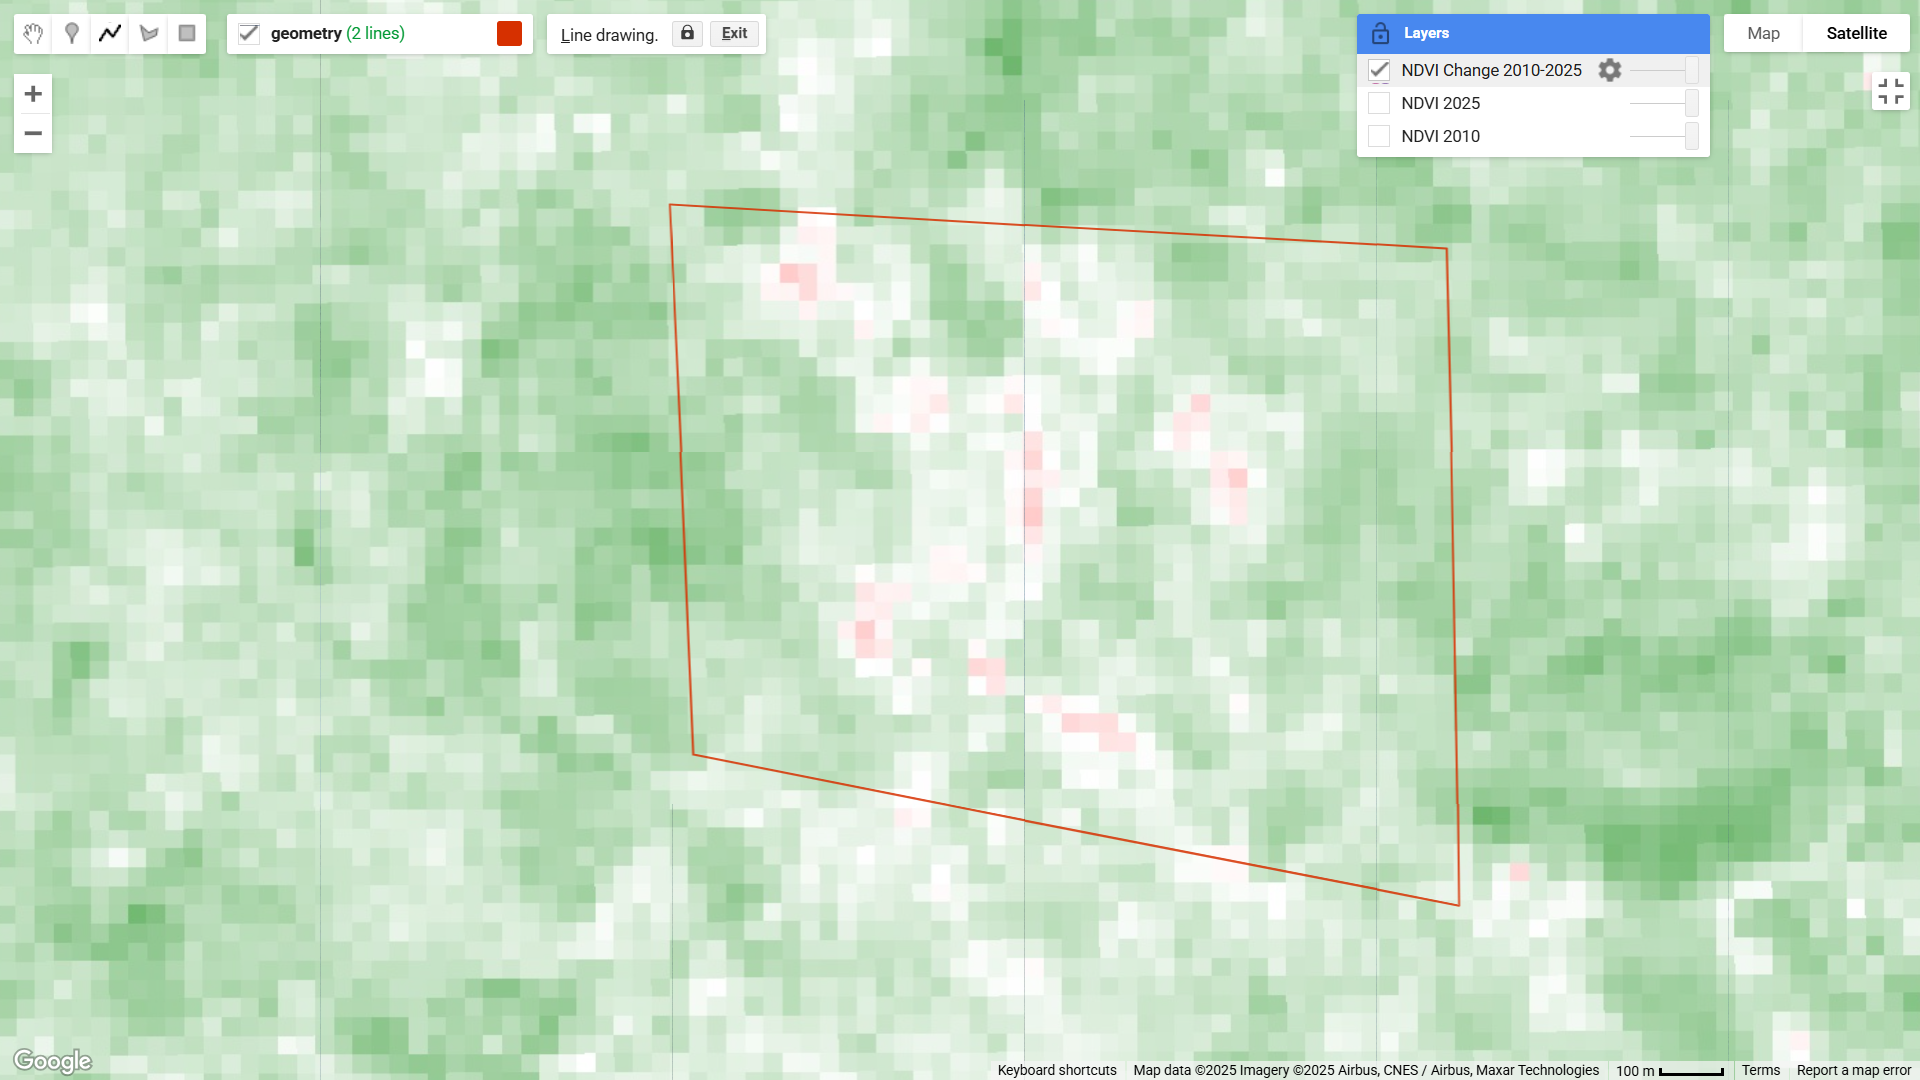 geometry (2 lines)
Line drawing. Exit
Layers
NDVI Change 2010-2025
NDVI 2025
NDVI 2010
Map Satellite
+
−
Google
Keyboard shortcuts Map data ©2025 Imagery ©2025 Airbus, CNES / Airbus, Maxar Technologies 100 m Terms Report a map error